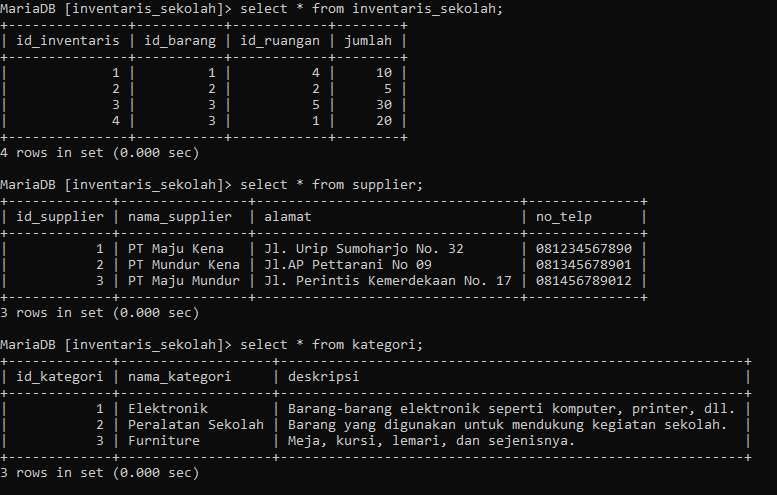 MariaDB [inventaris_sekolah]> select * from inventaris_sekolah;
+---------------+-----------+------------+--------+
| id_inventaris | id_barang | id_ruangan | jumlah |
+---------------+-----------+------------+--------+
|             1 |         1 |          4 |     10 |
|             2 |         2 |          2 |      5 |
|             3 |         3 |          5 |     30 |
|             4 |         3 |          1 |     20 |
+---------------+-----------+------------+--------+
4 rows in set (0.000 sec)
MariaDB [inventaris_sekolah]> select * from supplier;
+-------------+----------------+--------------------------------+--------------+
| id_supplier | nama_supplier  | alamat                         | no_telp      |
+-------------+----------------+--------------------------------+--------------+
|           1 | PT Maju Kena   | Jl. Urip Sumoharjo No. 32      | 081234567890 |
|           2 | PT Mundur Kena | Jl.AP Pettarani No 09          | 081345678901 |
|           3 | PT Maju Mundur | Jl. Perintis Kemerdekaan No. 17 | 081456789012 |
+-------------+----------------+--------------------------------+--------------+
3 rows in set (0.000 sec)
MariaDB [inventaris_sekolah]> select * from kategori;
+-------------+-------------------+----------------------------------------------------------+
| id_kategori | nama_kategori     | deskripsi                                                |
+-------------+-------------------+----------------------------------------------------------+
|           1 | Elektronik        | Barang-barang elektronik seperti komputer, printer, dll. |
|           2 | Peralatan Sekolah | Barang yang digunakan untuk mendukung kegiatan sekolah.  |
|           3 | Furniture         | Meja, kursi, lemari, dan sejenisnya.                     |
+-------------+-------------------+----------------------------------------------------------+
3 rows in set (0.000 sec)